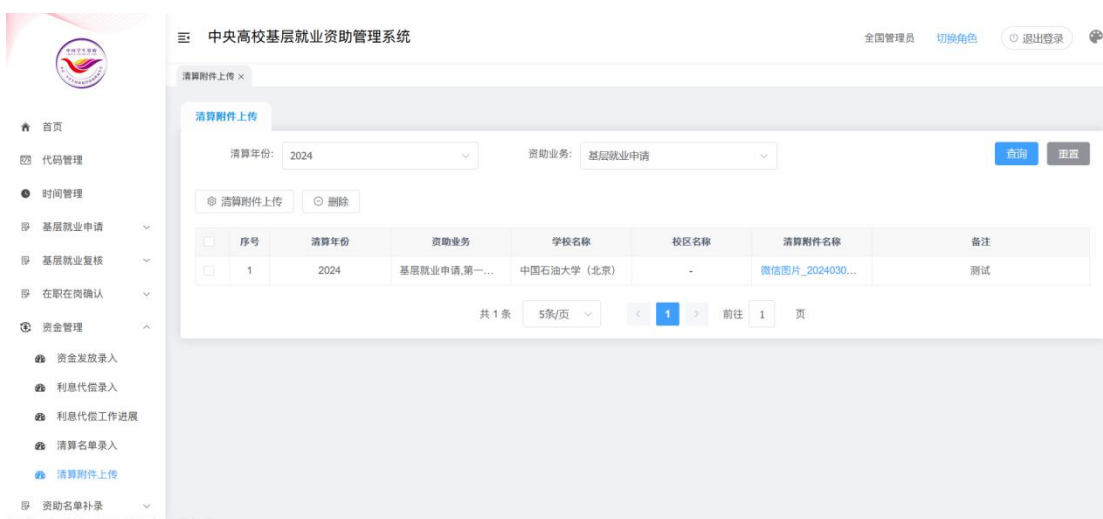 中央高校基层就业资助管理系统
全国管理员 切换角色 退出登录
清算附件上传 ×
首页
代码管理
时间管理
基层就业申请
基层就业复核
在职在岗确认
资金管理
资金发放录入
利息代偿录入
利息代偿工作进展
清算名单录入
清算附件上传
资助名单补录
清算附件上传
清算年份: 2024 资助业务: 基层就业申请 查询 重置
清算附件上传 删除
序号 清算年份 资助业务 学校名称 校区名称 清算附件名称 备注
1 2024 基层就业申请,第一... 中国石油大学（北京） - 微信图片_2024030... 测试
共 1 条 5条/页 < 1 > 前往 1 页